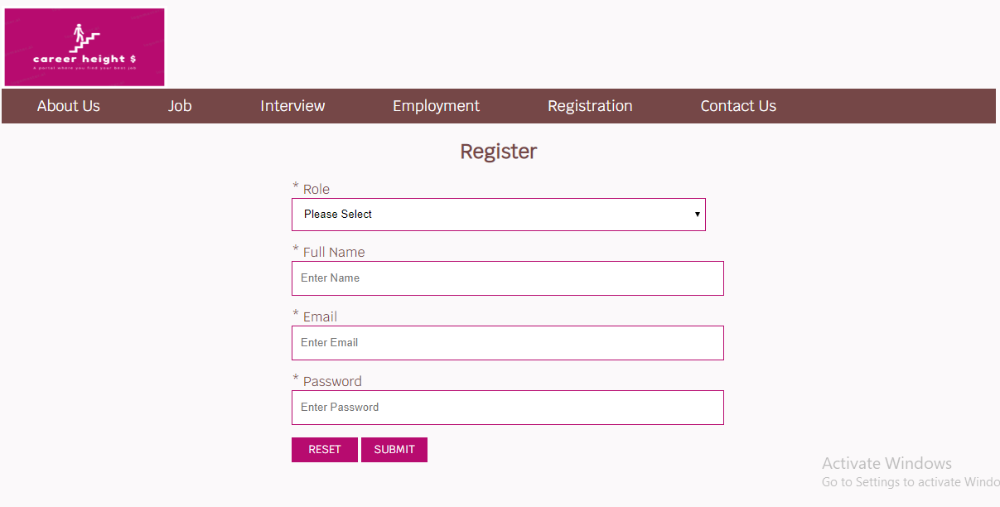 career height $
a portal where you find your best job
About Us Job Interview Employment Registration Contact Us
Register
* Role
Please Select
* Full Name
Enter Name
* Email
Enter Email
* Password
Enter Password
RESET SUBMIT
Activate Windows
Go to Settings to activate Windo